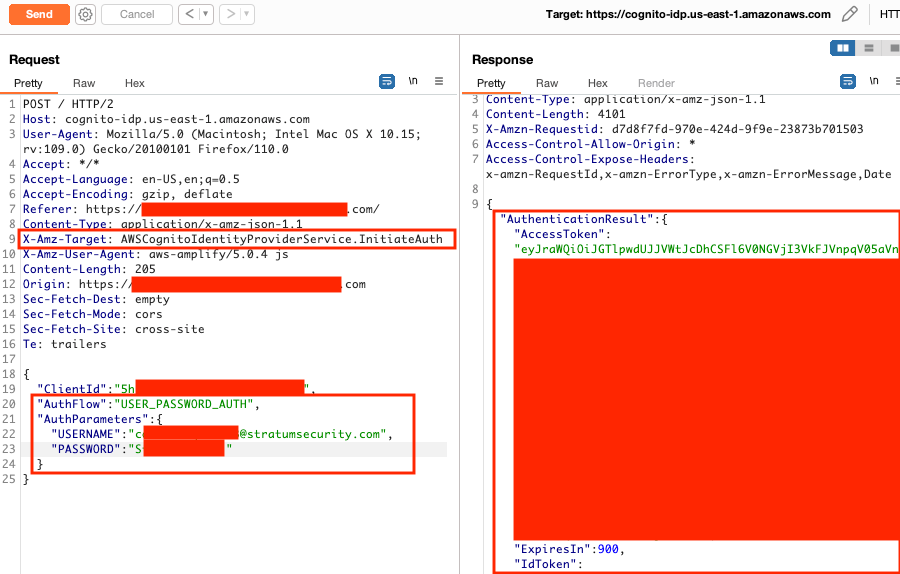 Send
Cancel
Target: https://cognito-idp.us-east-1.amazonaws.com
HTT
Request
Response
Pretty Raw Hex
\n
Pretty Raw Hex Render
\n
1 POST / HTTP/2
2 Host: cognito-idp.us-east-1.amazonaws.com
3 User-Agent: Mozilla/5.0 (Macintosh; Intel Mac OS X 10.15;
rv:109.0) Gecko/20100101 Firefox/110.0
4 Accept: */*
5 Accept-Language: en-US,en;q=0.5
6 Accept-Encoding: gzip, deflate
7 Referer: https:// .com/
8 Content-Type: application/x-amz-json-1.1
9 X-Amz-Target: AWSCognitoIdentityProviderService.InitiateAuth
10 X-Amz-User-Agent: aws-amplify/5.0.4 js
11 Content-Length: 205
12 Origin: https:// .com
13 Sec-Fetch-Dest: empty
14 Sec-Fetch-Mode: cors
15 Sec-Fetch-Site: cross-site
16 Te: trailers
17
18 {
19 "ClientId":"5h ",
20 "AuthFlow":"USER_PASSWORD_AUTH",
21 "AuthParameters":{
22 "USERNAME":"c @stratumsecurity.com",
23 "PASSWORD":"S "
24 }
25 }
3 Content-Type: application/x-amz-json-1.1
4 Content-Length: 4101
5 X-Amzn-Requestid: d7d8f7fd-970e-424d-9f9e-23873b701503
6 Access-Control-Allow-Origin: *
7 Access-Control-Expose-Headers:
x-amzn-RequestId,x-amzn-ErrorType,x-amzn-ErrorMessage,Date
8
9 {
"AuthenticationResult":{
"AccessToken":
"ExpiresIn":900,
"IdToken":